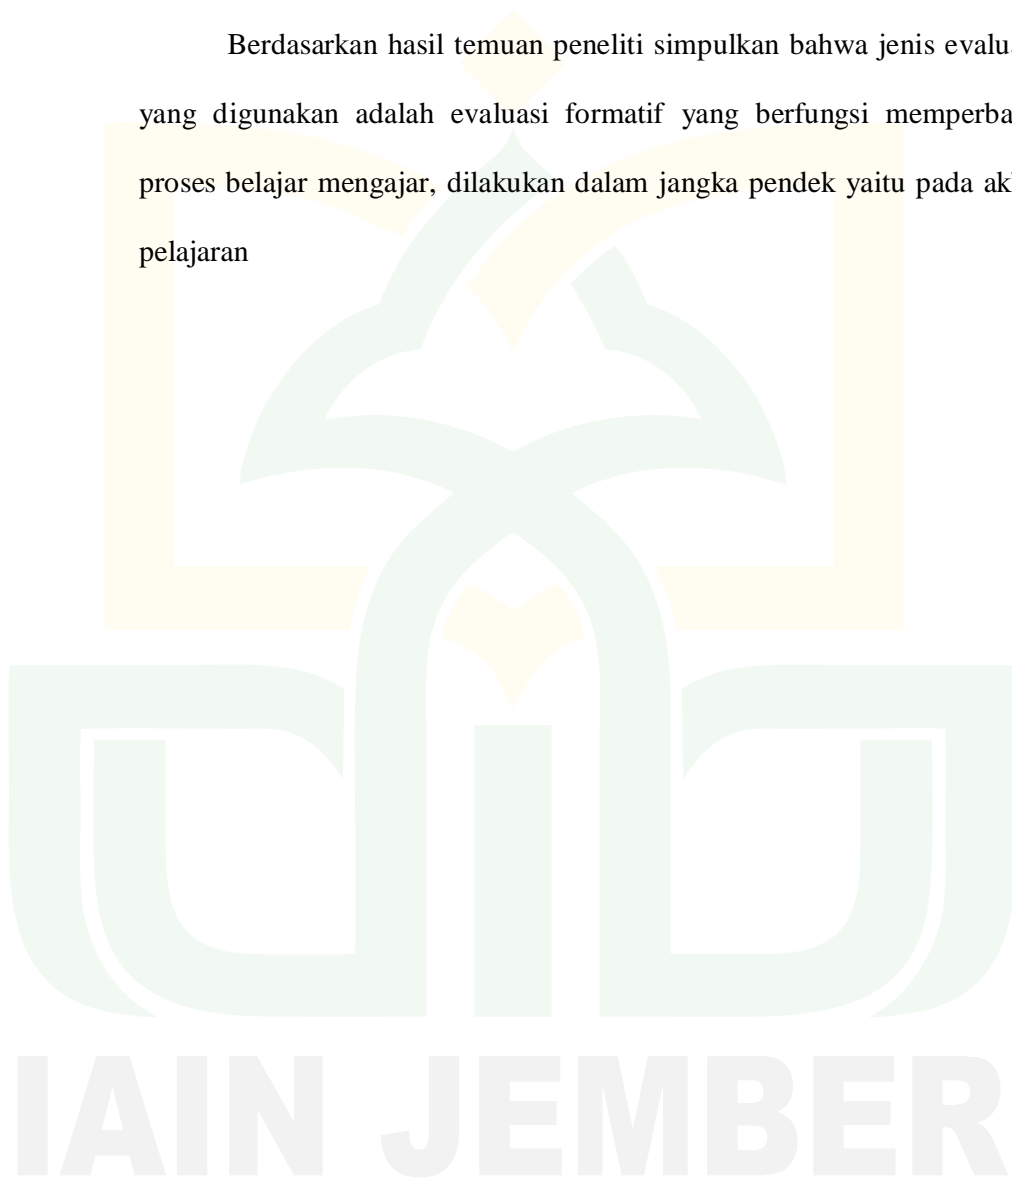 Berdasarkan hasil temuan peneliti simpulkan bahwa jenis evalu
yang digunakan adalah evaluasi formatif yang berfungsi memperba
proses belajar mengajar, dilakukan dalam jangka pendek yaitu pada ak
pelajaran
IAIN JEMBER